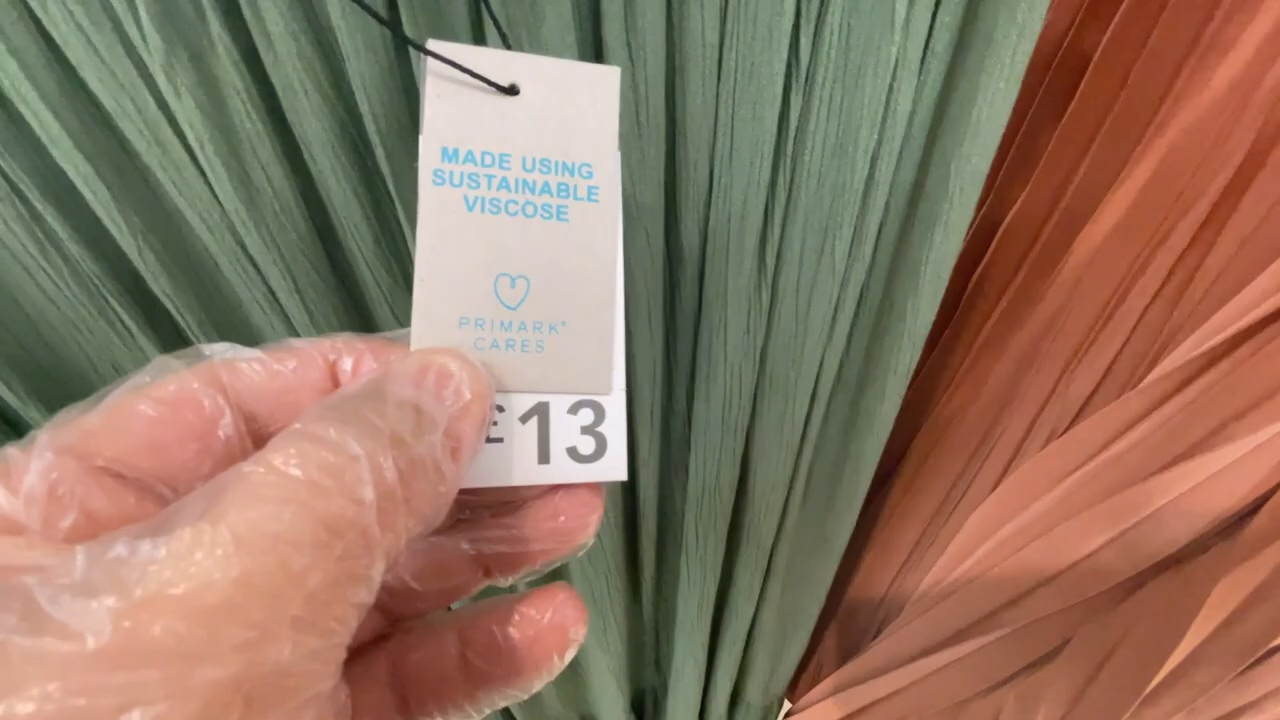 MADE USING
SUSTAINABLE
VISCOSE
PRIMARK®
CARES
£13